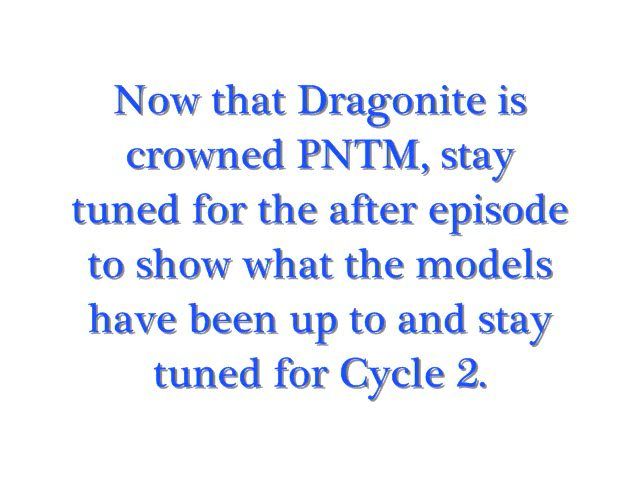 Now that Dragonite is
crowned PNTM, stay
tuned for the after episode
to show what the models
have been up to and stay
tuned for Cycle 2.